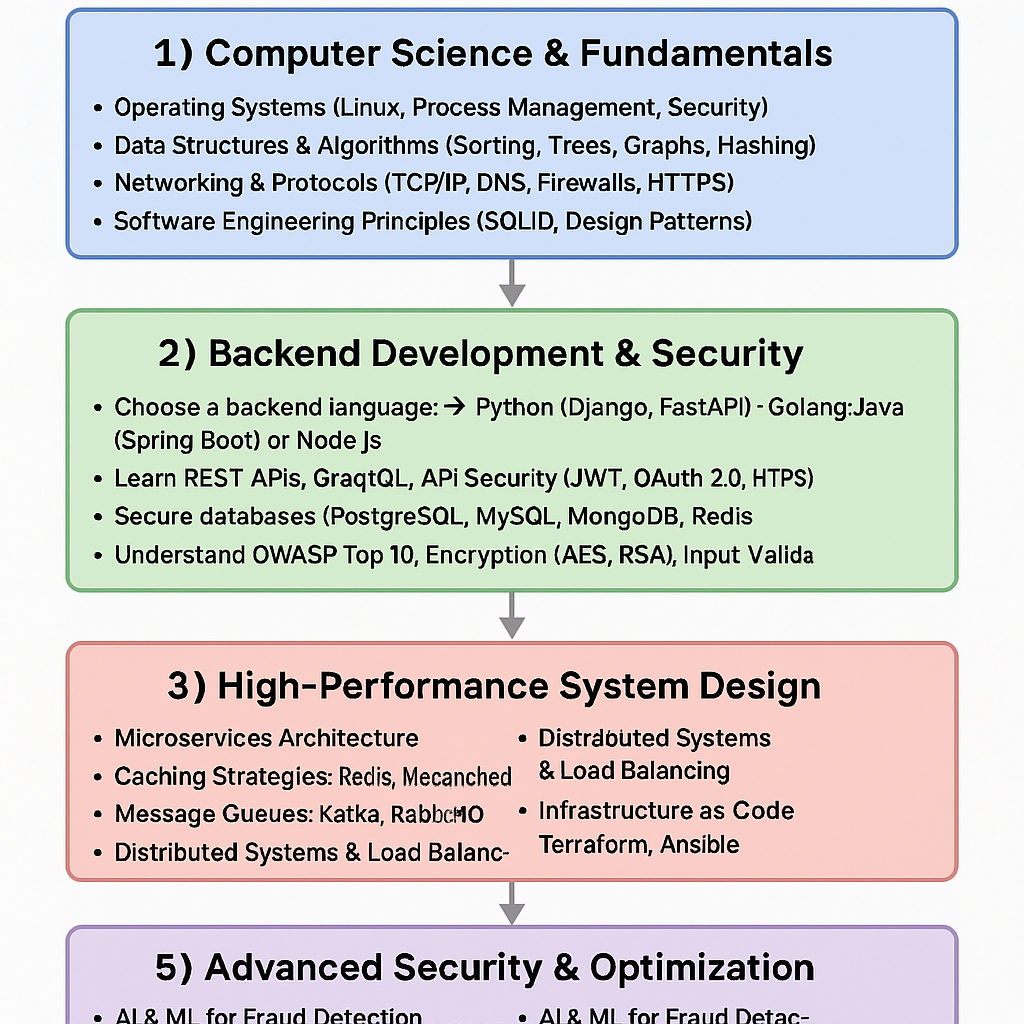 1) Computer Science & Fundamentals
• Operating Systems (Linux, Process Management, Security)
• Data Structures & Algorithms (Sorting, Trees, Graphs, Hashing)
• Networking & Protocols (TCP/IP, DNS, Firewalls, HTTPS)
• Software Engineering Principles (SQLID, Design Patterns)
2) Backend Development & Security
• Choose a backend ianguage: → Python (Django, FastAPI) - Golang:Java
(Spring Boot) or Node Js
• Learn REST APis, GraqtQL, APi Security (JWT, OAuth 2.0, HTPS)
• Secure databases (PostgreSQL, MySQL, MongoDB, Redis
• Understand OWASP Top 10, Encryption (AES, RSA), Input Valida
3) High-Performance System Design
• Microservices Architecture
• Caching Strategies: Redis, Mecanched
• Message Gueues: Katka,
• Distributed Systems & Load Balanc-
• Distrabuted Systems
& Load Balancing
• Infrastructure as Code
Terraform, Ansible
5) Advanced Security & Optimization
• AI& ML for Fraud Detection
• AI& ML for Fraud Detac-